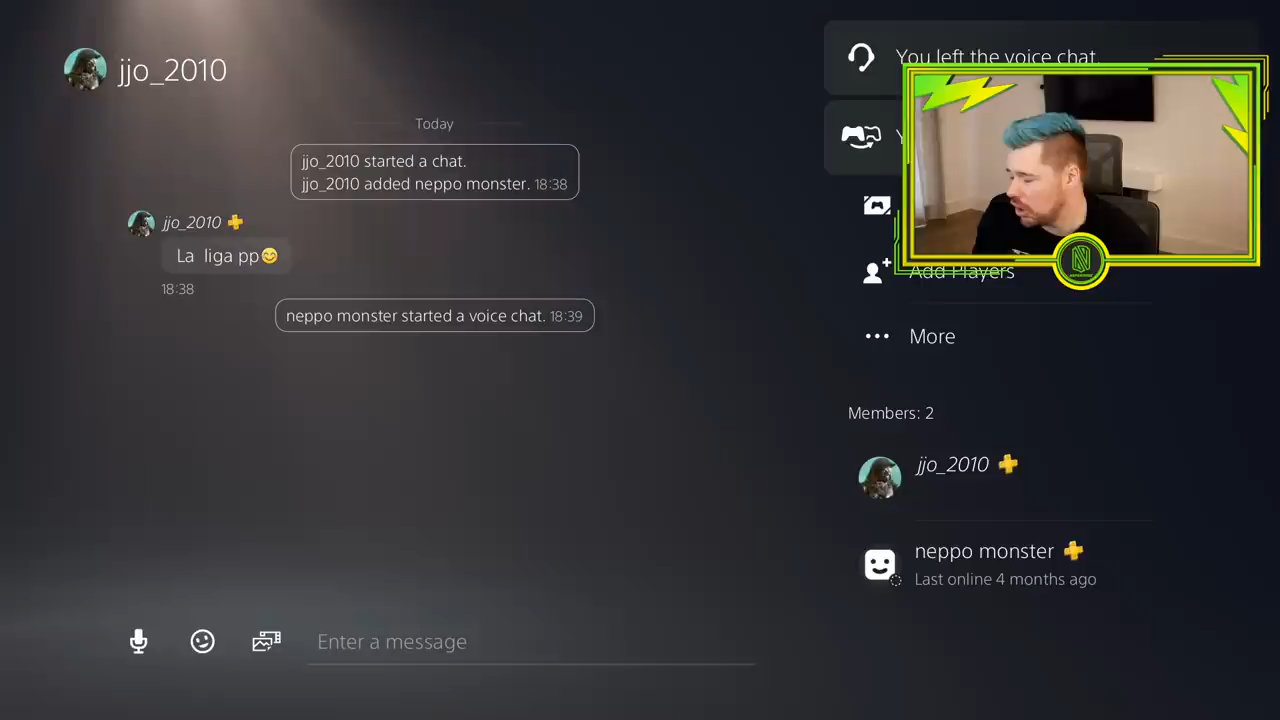 jjo_2010
Today
jjo_2010 started a chat.
jjo_2010 added neppo monster. 18:38
jjo_2010
La liga pp😊
18:38
neppo monster started a voice chat. 18:39
Enter a message
You left the voice chat.
Add Players
More
Members: 2
jjo_2010
neppo monster
Last online 4 months ago